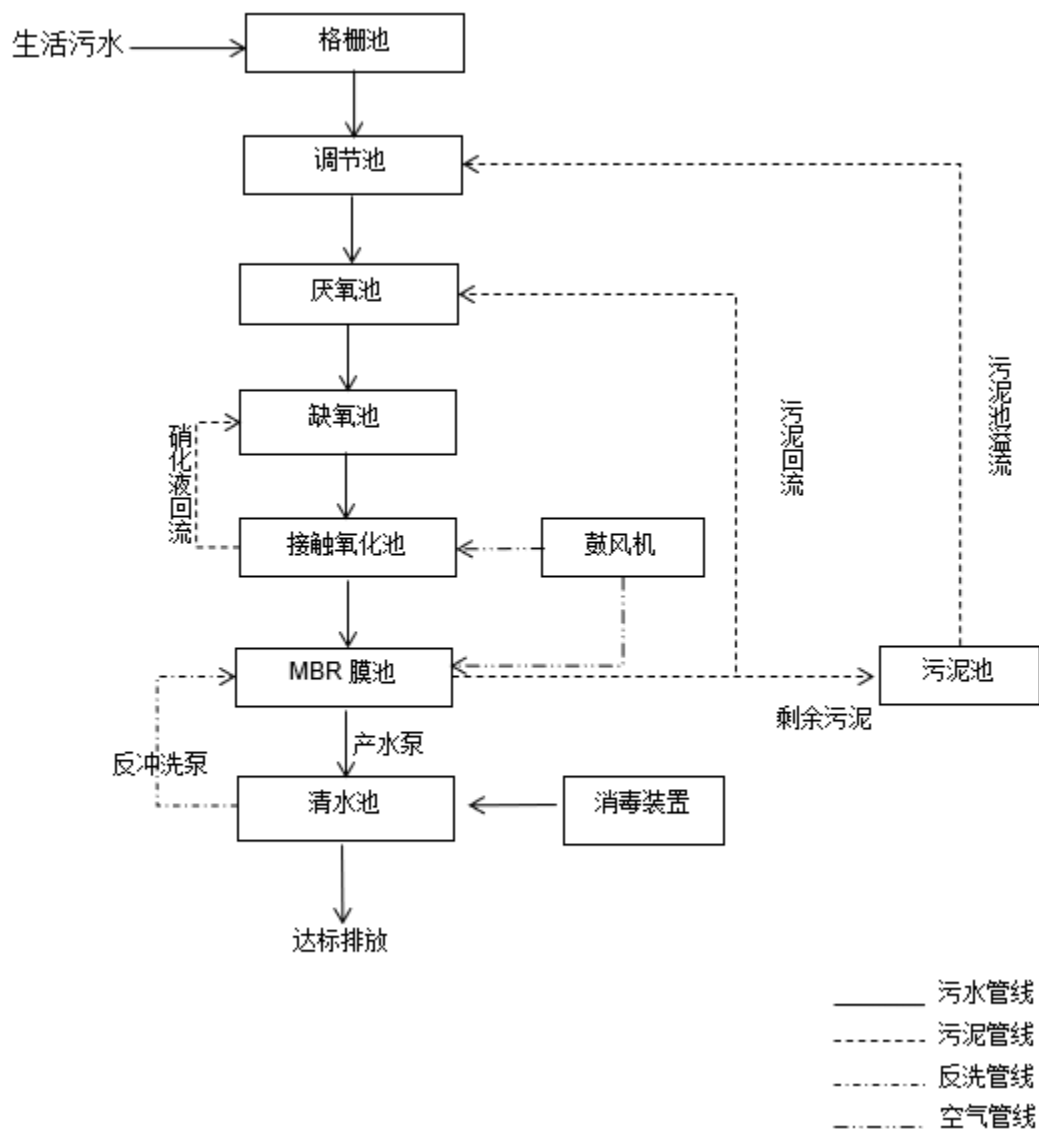 生活污水
格栅池
调节池
厌氧池
缺氧池
硝化液回流
接触氧化池
鼓风机
污泥回流
污泥池溢流
MBR 膜池
污泥池
剩余污泥
产水泵
反冲洗泵
清水池
消毒装置
达标排放
污水管线
污泥管线
反洗管线
空气管线